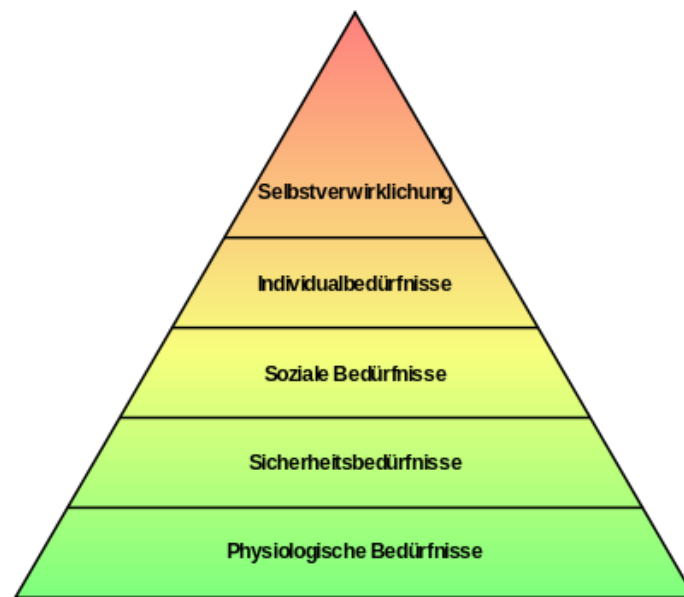 Selbstverwirklichung
Individualbedürfnisse
Soziale Bedürfnisse
Sicherheitsbedürfnisse
Physiologische Bedürfnisse